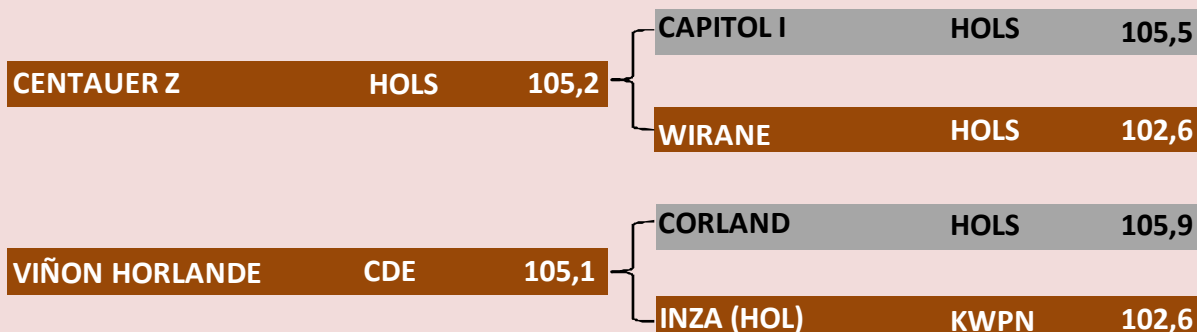 CAPITOL I HOLS 105,5
CENTAUER Z HOLS 105,2
WIRANE HOLS 102,6
CORLAND HOLS 105,9
VIÑON HORLANDE CDE 105,1
INZA (HOL) KWPN 102,6